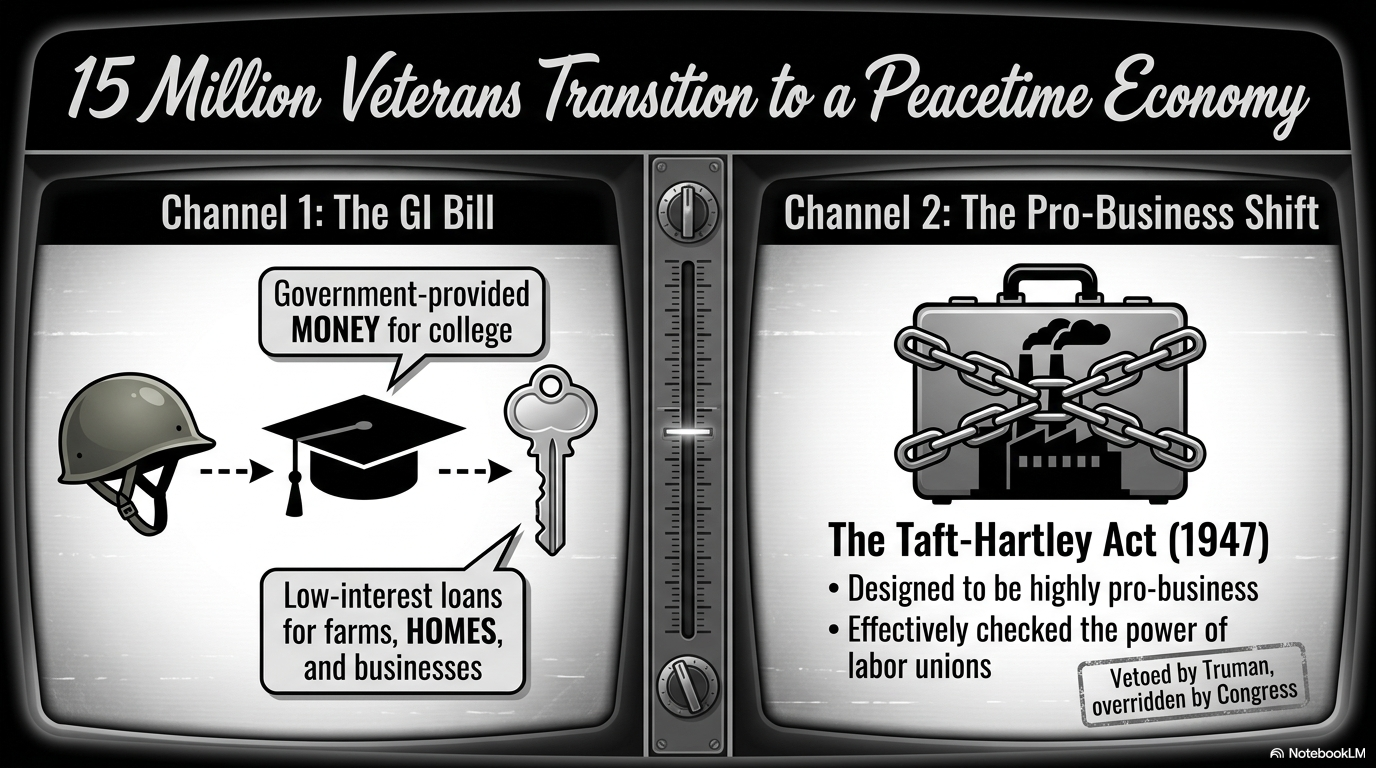 15 Million Veterans Transition to a Peacetime Economy
Channel 1: The GI Bill
Government-provided
MONEY for college
Low-interest loans
for farms, HOMES,
and businesses
Channel 2: The Pro-Business Shift
The Taft-Hartley Act (1947)
• Designed to be highly pro-business
• Effectively checked the power of
labor unions
Vetoed by Truman,
overridden by Congress
NotebookLM